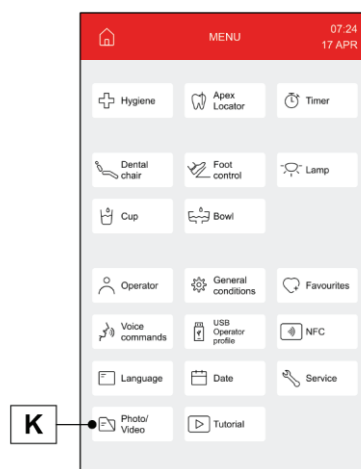 MENU
07:24
17 APR
Hygiene
Apex
Locator
Timer
Dental
chair
Foot
control
Lamp
Cup
Bowl
Operator
General
conditions
Favourites
Voice
commands
USB
Operator
profile
NFC
Language
Date
Service
K
Photo/
Video
Tutorial